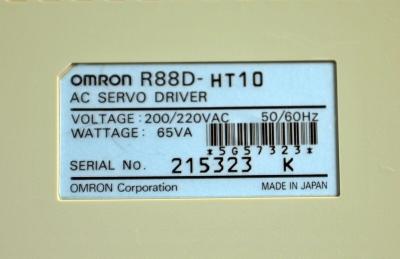 OMRON R88D-HT10
AC SERVO DRIVER
VOLTAGE: 200/220VAC 50/60HZ
WATTAGE: 65VA
*5G57323*
SERIAL No. 215323 K
OMRON Corporation MADE IN JAPAN